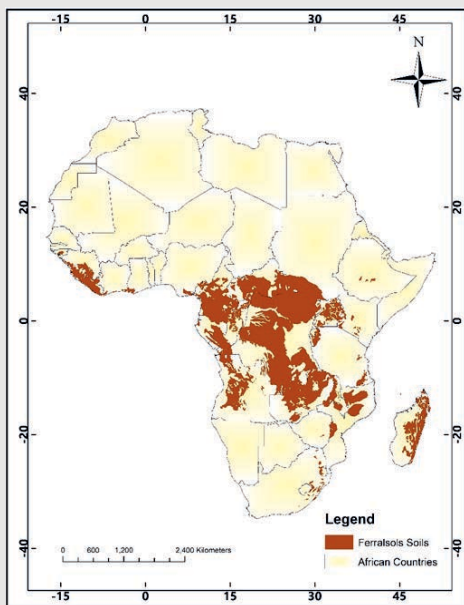 -15 0 15 30 45
N
40 40
20 20
0 0
-20 -20
-40 -40
Legend
Ferralsols Soils
African Countries
0 600 1,200 2,400 Kilometers
-15 0 15 30 45